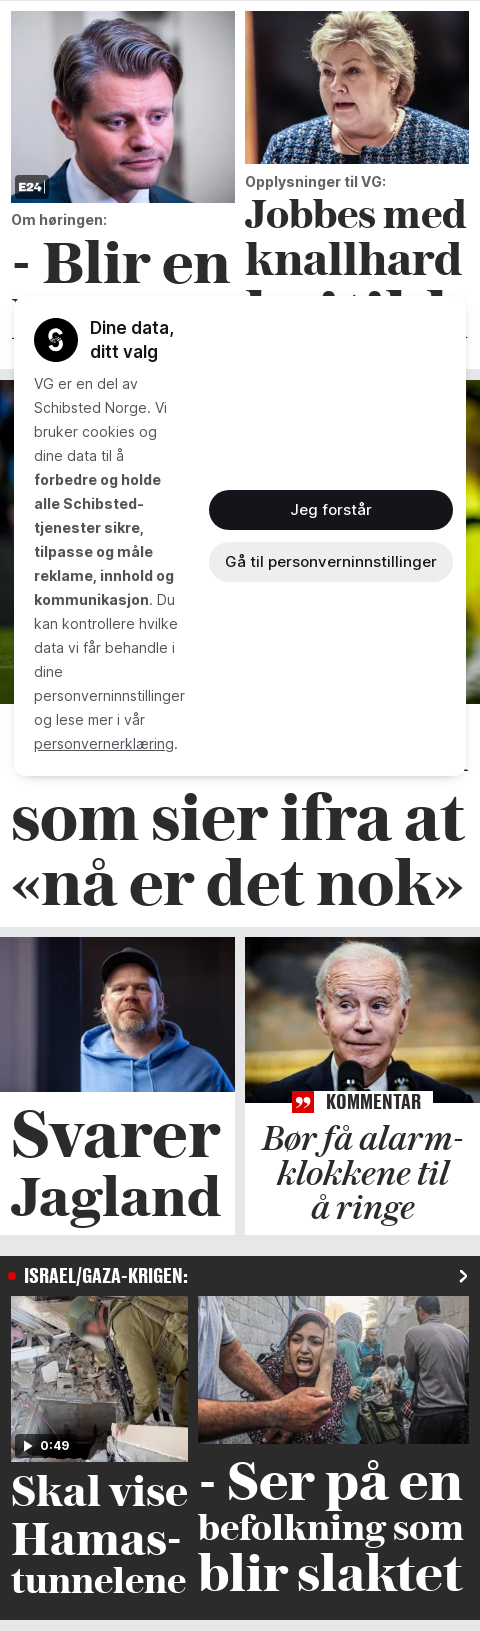 E24
Om høringen:
- Blir en
Opplysninger til VG:
Jobbes med
knallhard
Dine data,
ditt valg
VG er en del av
Schibsted Norge. Vi
bruker cookies og
dine data til å
forbedre og holde
alle Schibsted-
tjenester sikre,
tilpasse og måle
reklame, innhold og
kommunikasjon. Du
kan kontrollere hvilke
data vi får behandle i
dine
personverninnstillinger
og lese mer i vår
personvernerklæring.
Jeg forstår
Gå til personverninnstillinger
som sier ifra at
«nå er det nok»
Svarer
Jagland
KOMMENTAR
Bør få alarm-
klokkene til
å ringe
ISRAEL/GAZA-KRIGEN:
0:49
Skal vise
Hamas-
tunnelene
- Ser på en
befolkning som
blir slaktet